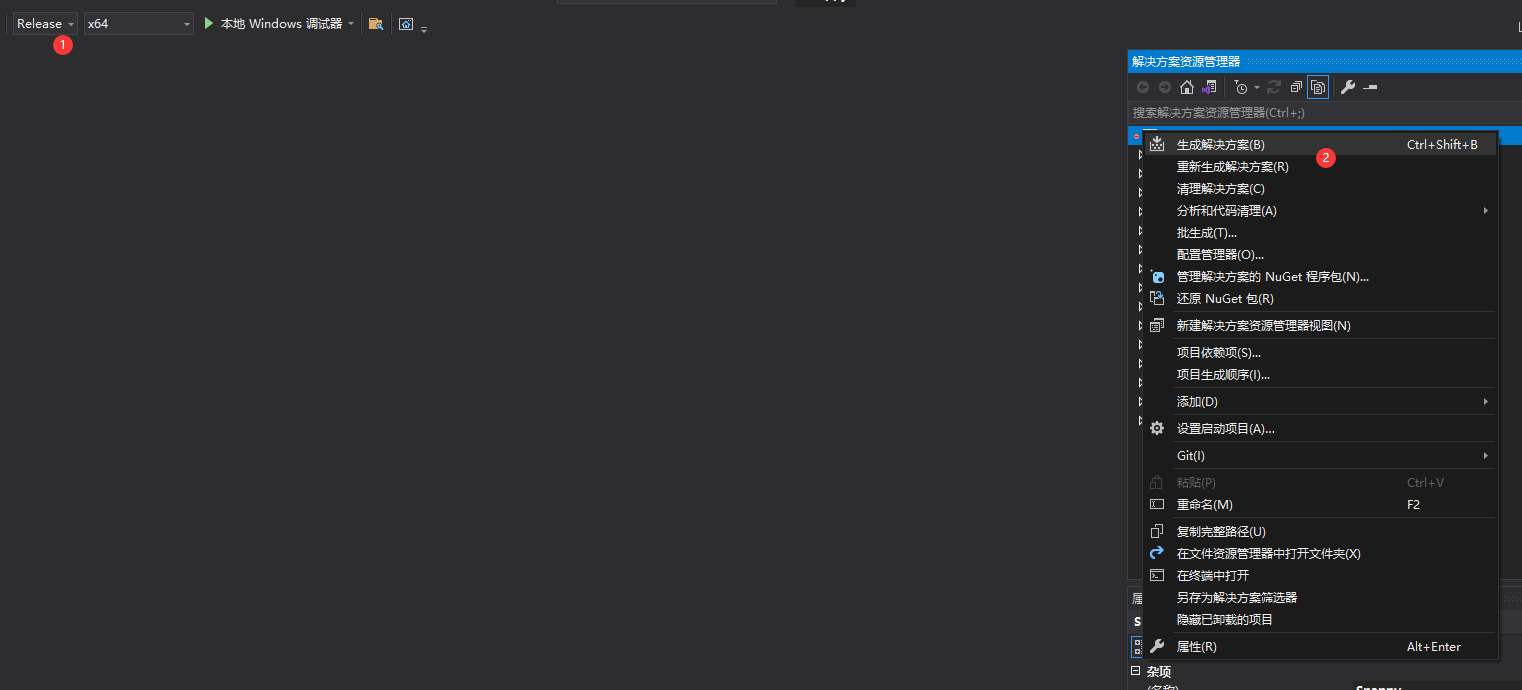 Release
x64
本地 Windows 调试器
1
解决方案资源管理器
搜索解决方案资源管理器(Ctrl+;)
生成解决方案(B) Ctrl+Shift+B
2
重新生成解决方案(R)
清理解决方案(C)
分析和代码清理(A)
批生成(T)...
配置管理器(O)...
管理解决方案的 NuGet 程序包(N)...
还原 NuGet 包(R)
新建解决方案资源管理器视图(N)
项目依赖项(S)...
项目生成顺序(I)...
添加(D)
设置启动项目(A)...
Git(I)
粘贴(P) Ctrl+V
重命名(M) F2
复制完整路径(U)
在文件资源管理器中打开文件夹(X)
在终端中打开
另存为解决方案筛选器
属
隐藏已卸载的项目
S
属性(R) Alt+Enter
杂项
(名称) Snappy